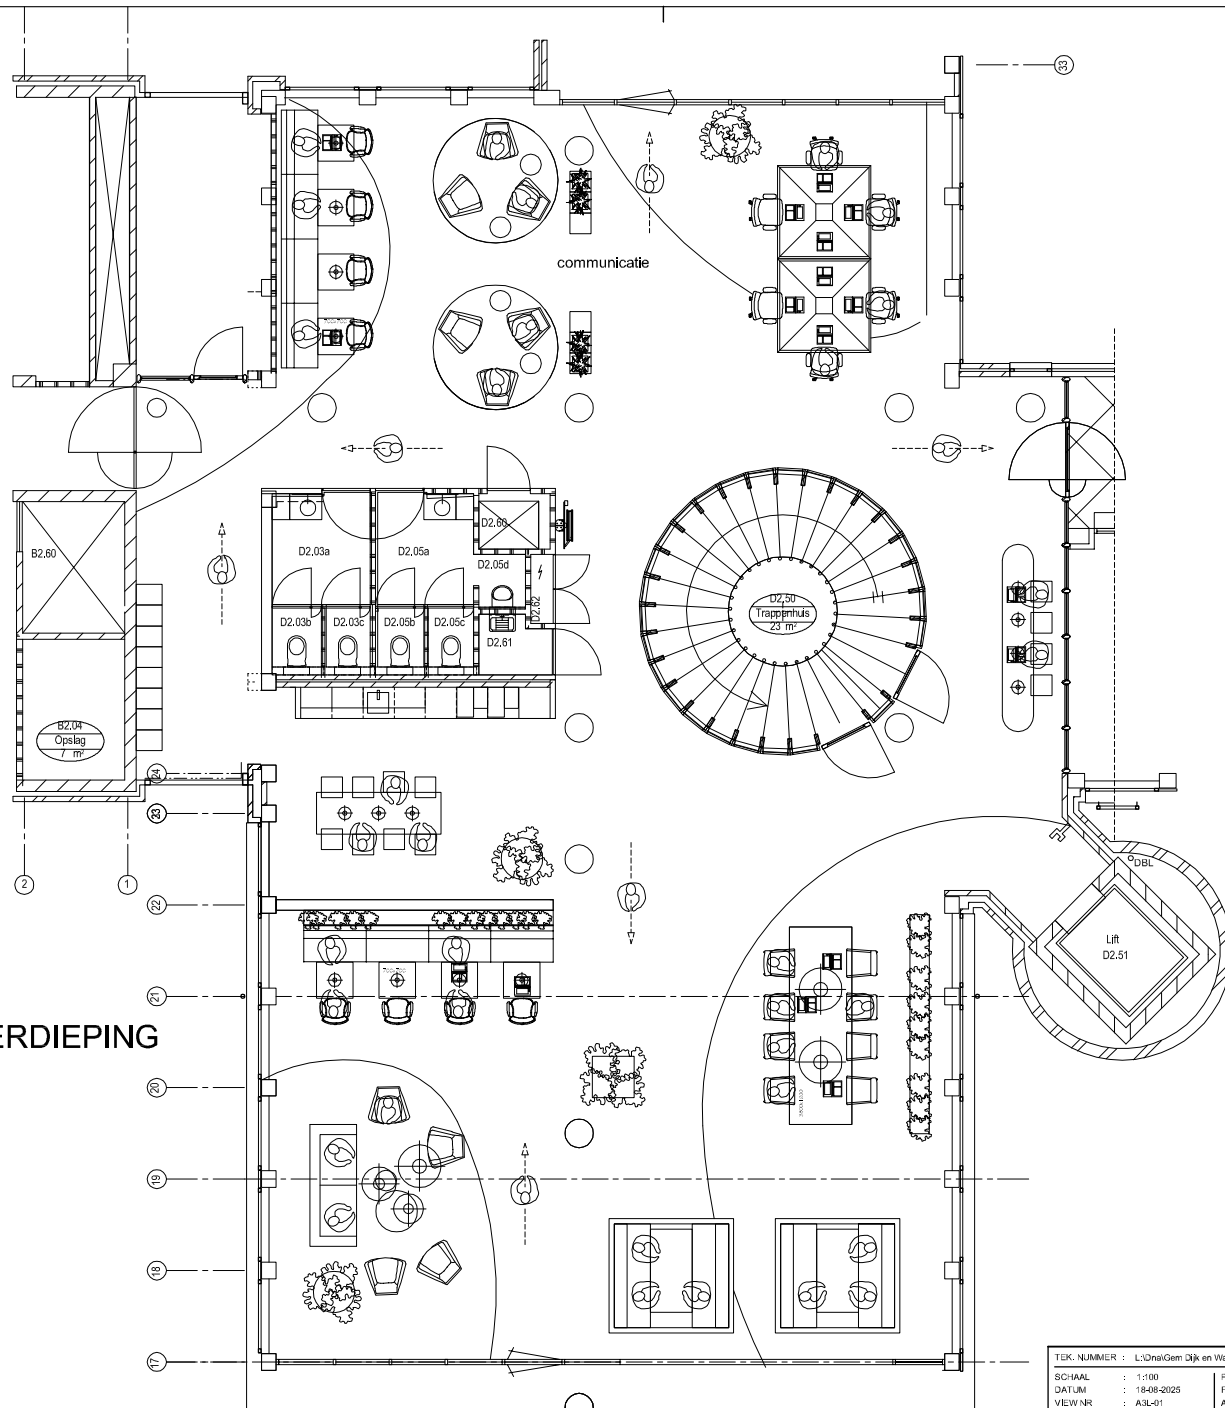 33
communicatie
B2.60
D2.03a
D2.05a
D2.60
D2.05d
D2.62
D2.03b
D2.03c
D2.05b
D2.05c
D2.61
D2.50
Trappenhuis
23 m²
B2.04
Opslag
7 m²
24
23
2
1
22
DBL
Lift
D2.51
21
ERDIEPING
20
19
18
17
TEK. NUMMER : L:\Dna\Gem Dijk en Wa
SCHAAL : 1:100
DATUM : 18-08-2025
VIEW NR : A3L-01